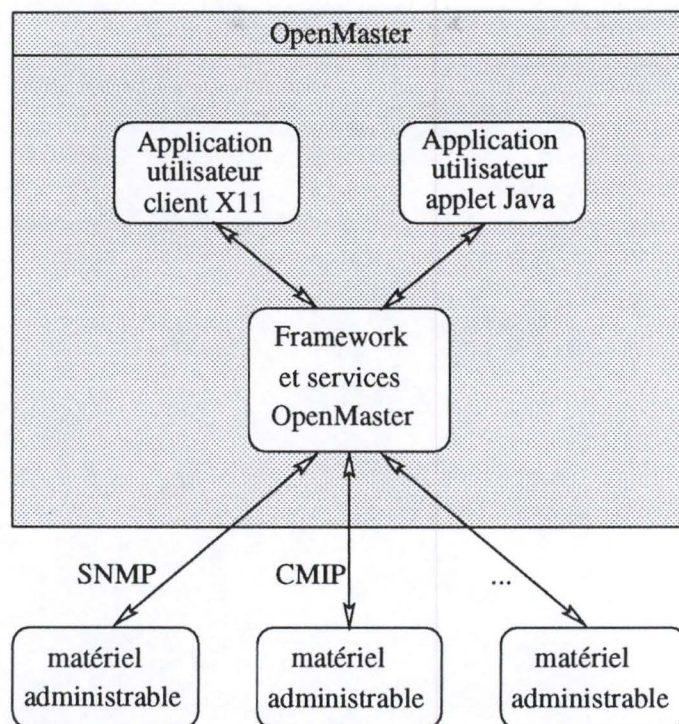 OpenMaster
Application
utilisateur
client X11
Application
utilisateur
applet Java
Framework
et services
OpenMaster
SNMP
CMIP
...
matériel
administrable
matériel
administrable
matériel
administrable